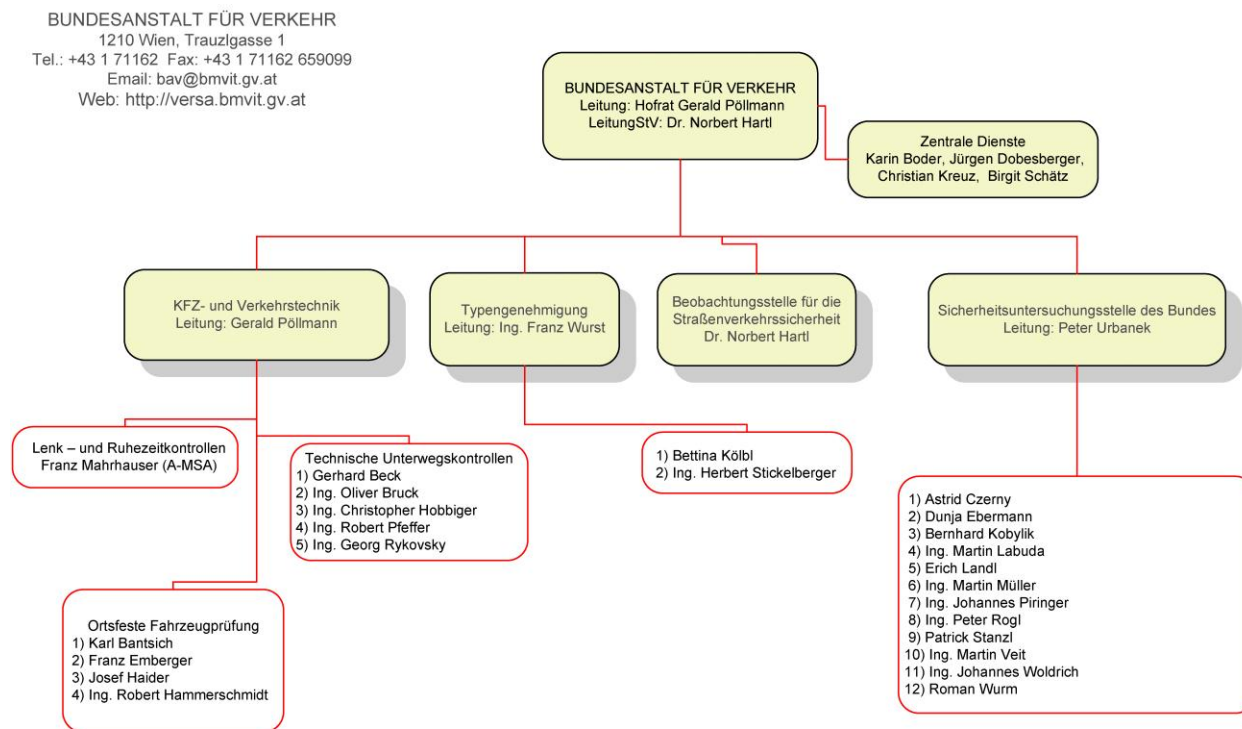 BUNDESANSTALT FÜR VERKEHR
1210 Wien, Trauzlgasse 1
Tel.: +43 1 71162  Fax: +43 1 71162 659099
Email: bav@bmvit.gv.at
Web: http://versa.bmvit.gv.at
BUNDESANSTALT FÜR VERKEHR
Leitung: Hofrat Gerald Pöllmann
LeitungStV: Dr. Norbert Hartl
Zentrale Dienste
Karin Boder, Jürgen Dobesberger,
Christian Kreuz,  Birgit Schätz
KFZ- und Verkehrstechnik
Leitung: Gerald Pöllmann
Typengenehmigung
Leitung: Ing. Franz Wurst
Beobachtungsstelle für die
Straßenverkehrssicherheit
Dr. Norbert Hartl
Sicherheitsuntersuchungsstelle des Bundes
Leitung: Peter Urbanek
Lenk – und Ruhezeitkontrollen
Franz Mahrhauser (A-MSA)
Technische Unterwegskontrollen
1) Gerhard Beck
2) Ing. Oliver Bruck
3) Ing. Christopher Hobbiger
4) Ing. Robert Pfeffer
5) Ing. Georg Rykovsky
1) Bettina Kölbl
2) Ing. Herbert Stickelberger
1) Astrid Czerny
2) Dunja Ebermann
3) Bernhard Kobylik
4) Ing. Martin Labuda
5) Erich Landl
6) Ing. Martin Müller
7) Ing. Johannes Piringer
8) Ing. Peter Rogl
9) Patrick Stanzl
10) Ing. Martin Veit
11) Ing. Johannes Woldrich
12) Roman Wurm
Ortsfeste Fahrzeugprüfung
1) Karl Bantsich
2) Franz Emberger
3) Josef Haider
4) Ing. Robert Hammerschmidt